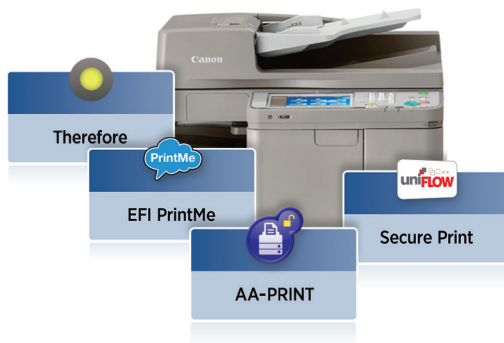 Canon
Therefore
PrintMe
EFI PrintMe
uniFLOW
Secure Print
AA-PRINT